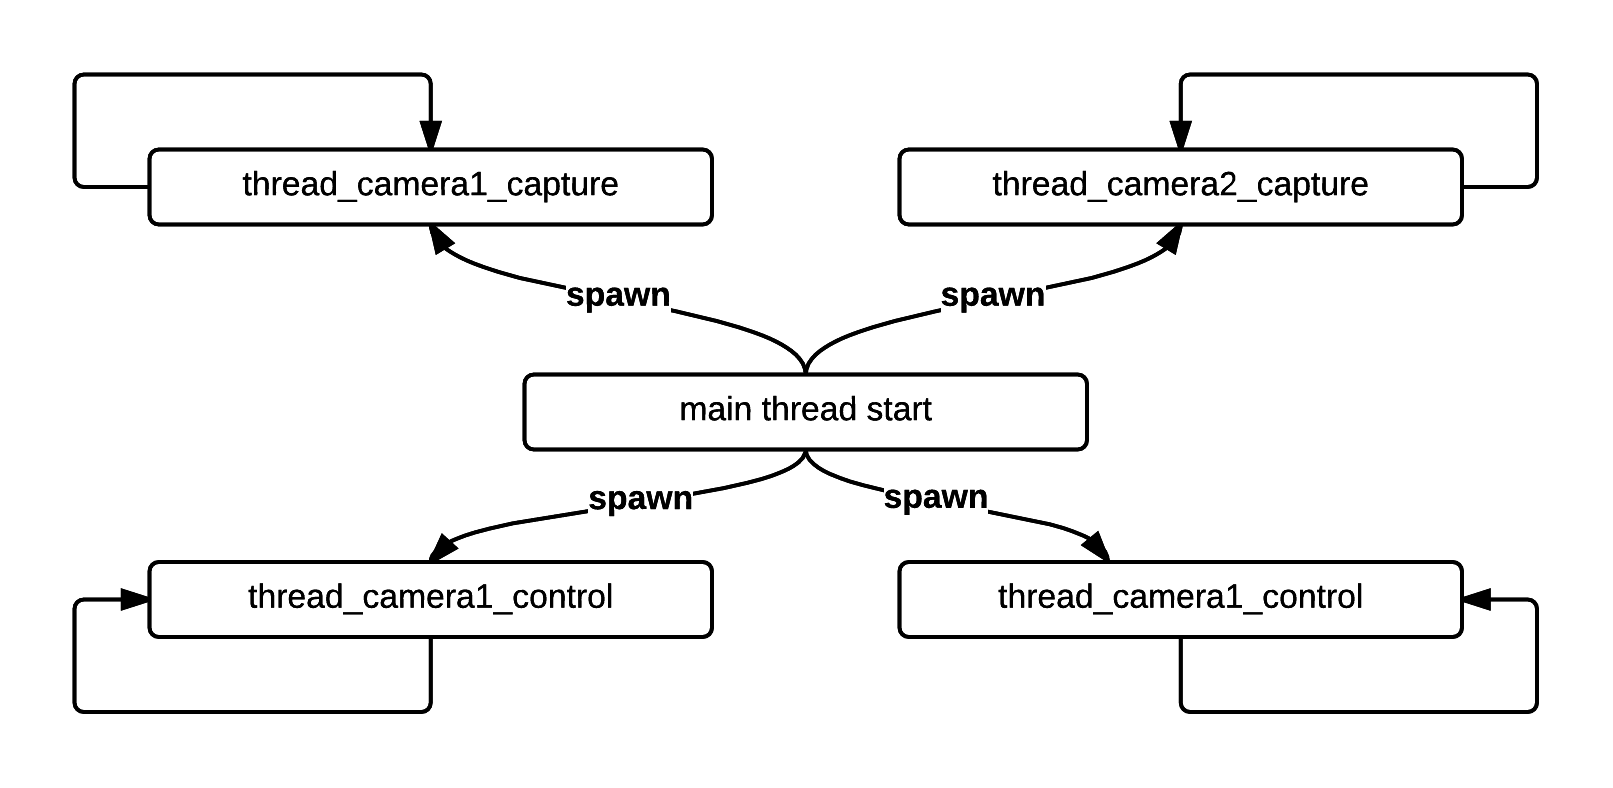 thread_camera1_capture
thread_camera2_capture
spawn
spawn
main thread start
spawn
spawn
thread_camera1_control
thread_camera1_control